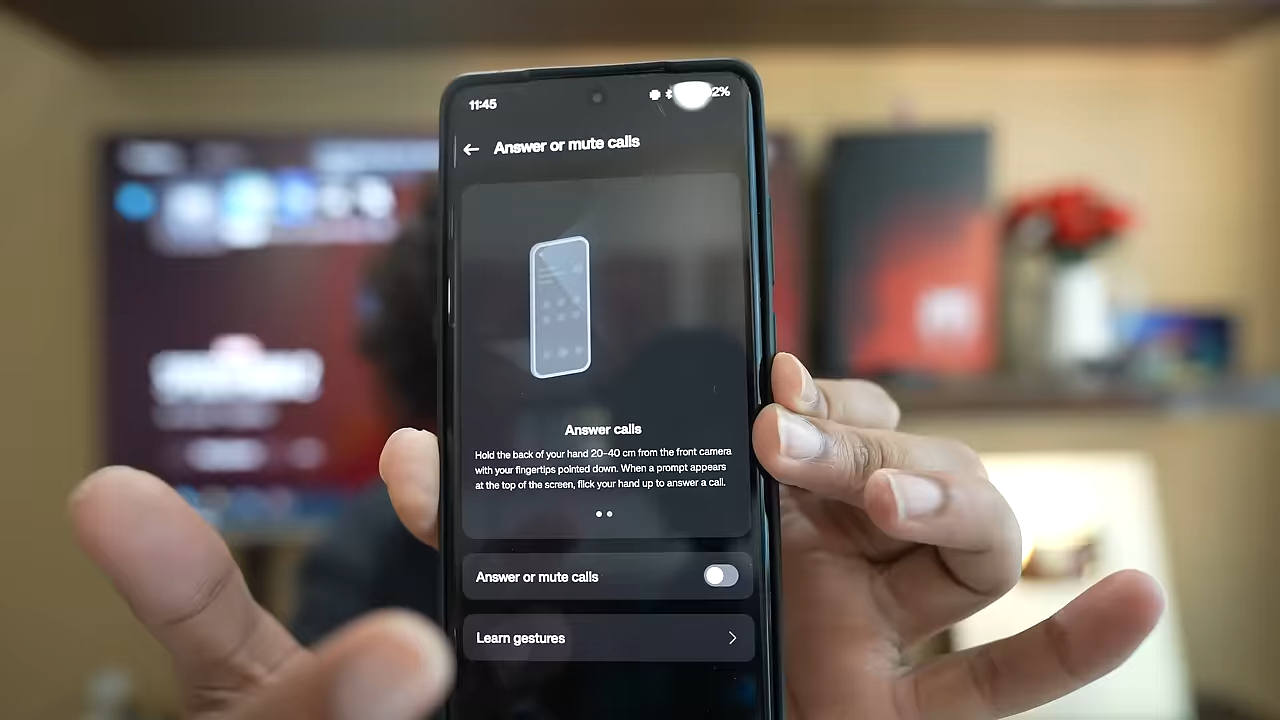 11:45
2%
Answer or mute calls
Answer calls
Hold the back of your hand 20-40 cm from the front camera
with your fingertips pointed down. When a prompt appears
at the top of the screen, flick your hand up to answer a call.
Answer or mute calls
Learn gestures